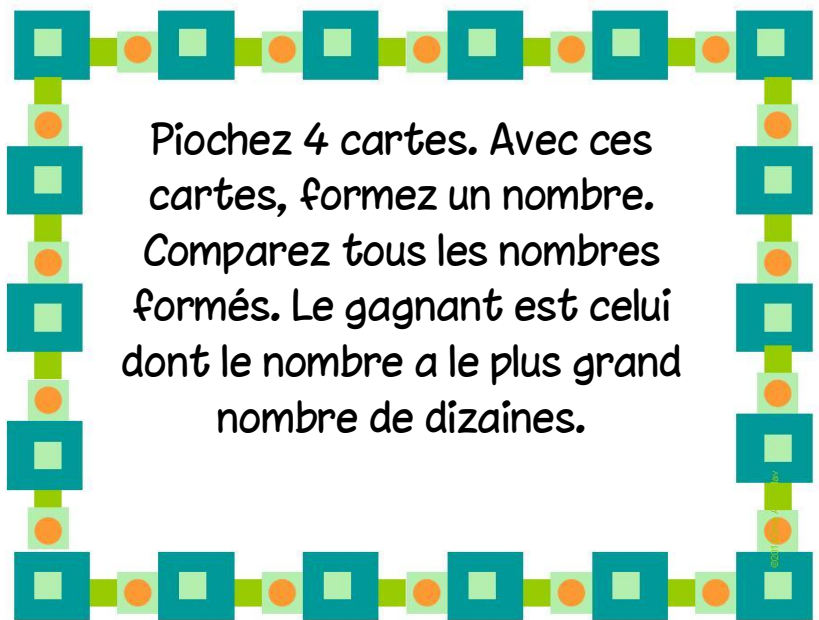 Piochez 4 cartes. Avec ces
cartes, formez un nombre.
Comparez tous les nombres
formés. Le gagnant est celui
dont le nombre a le plus grand
nombre de dizaines.